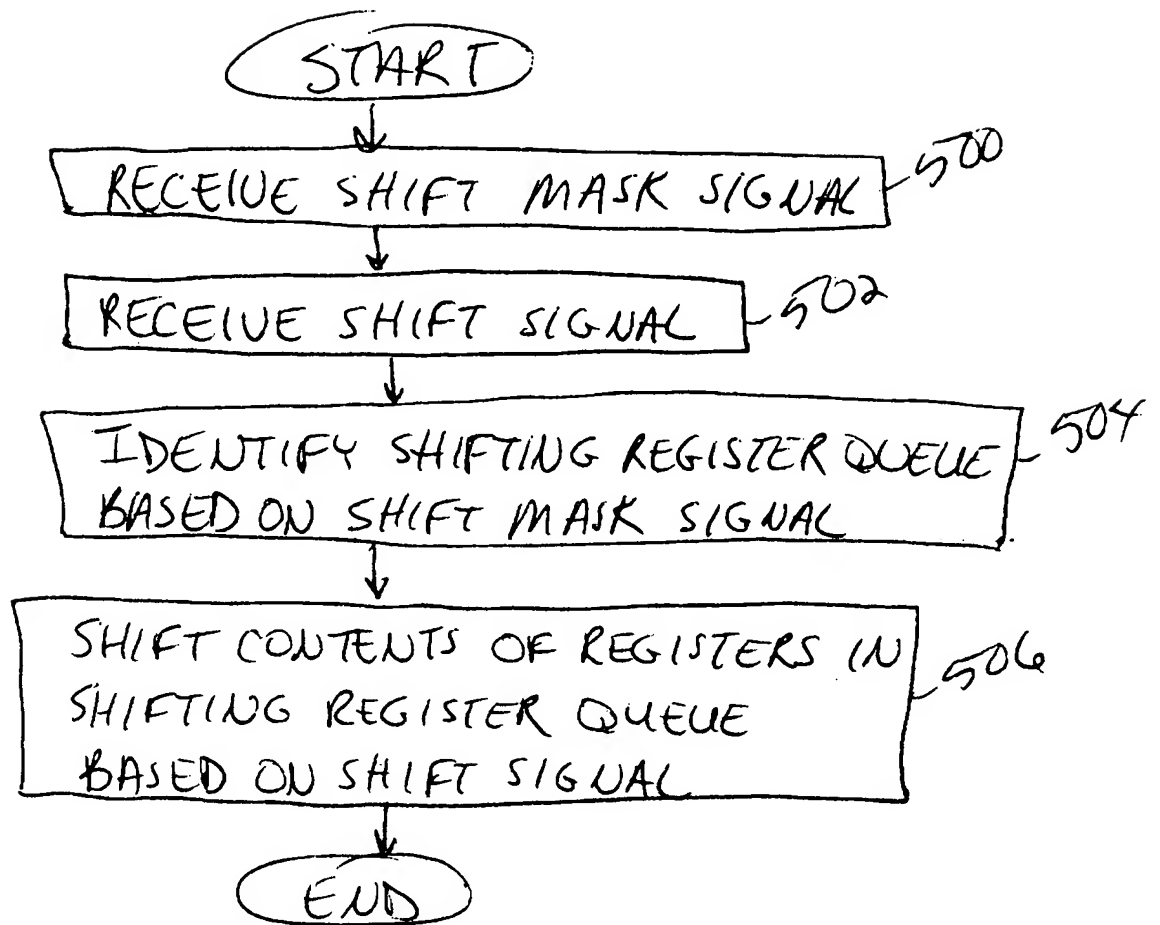 START
RECEIVE SHIFT MASK SIGNAL
500
RECEIVE SHIFT SIGNAL
502
IDENTIFY SHIFTING REGISTER QUEUE
BASED ON SHIFT MASK SIGNAL
504
SHIFT CONTENTS OF REGISTERS IN
SHIFTING REGISTER QUEUE
BASED ON SHIFT SIGNAL
506
END